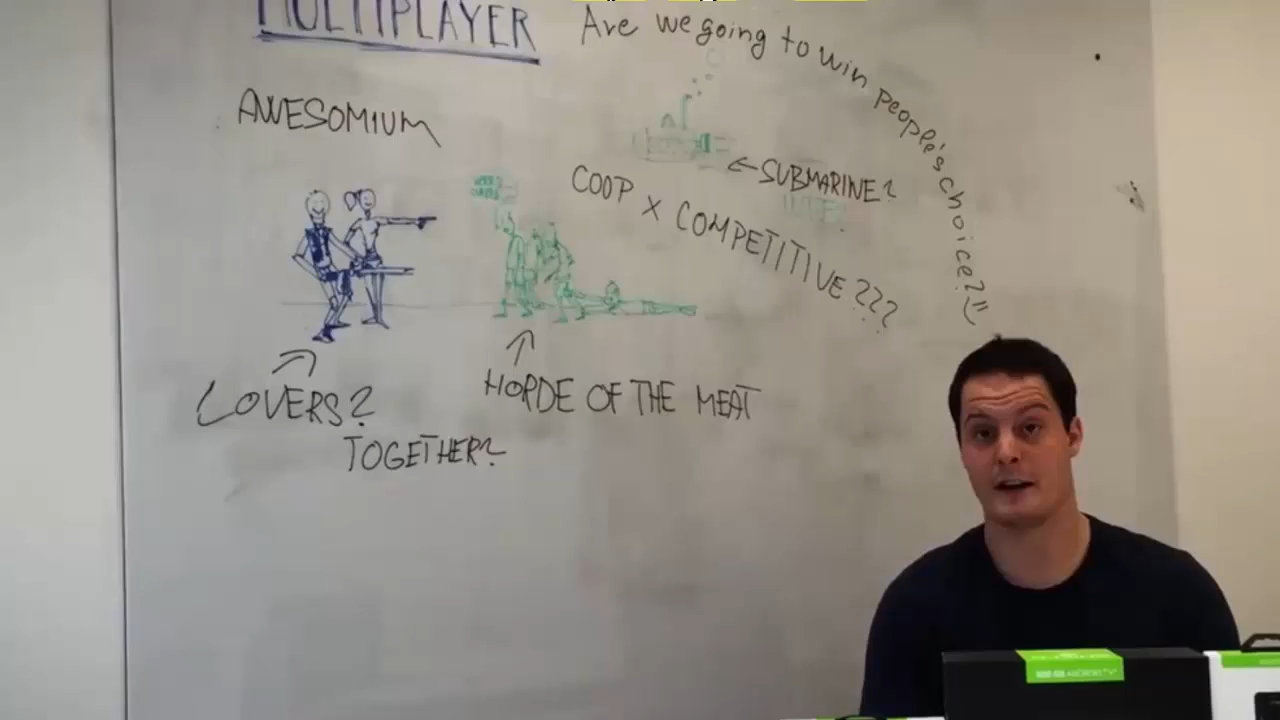 MULTIPLAYER
Are we going to win people's choice?
AWESOMIUM
← SUBMARINE?
COOP x COMPETITIVE???
LOVERS?
TOGETHER?
HORDE OF THE MEAT